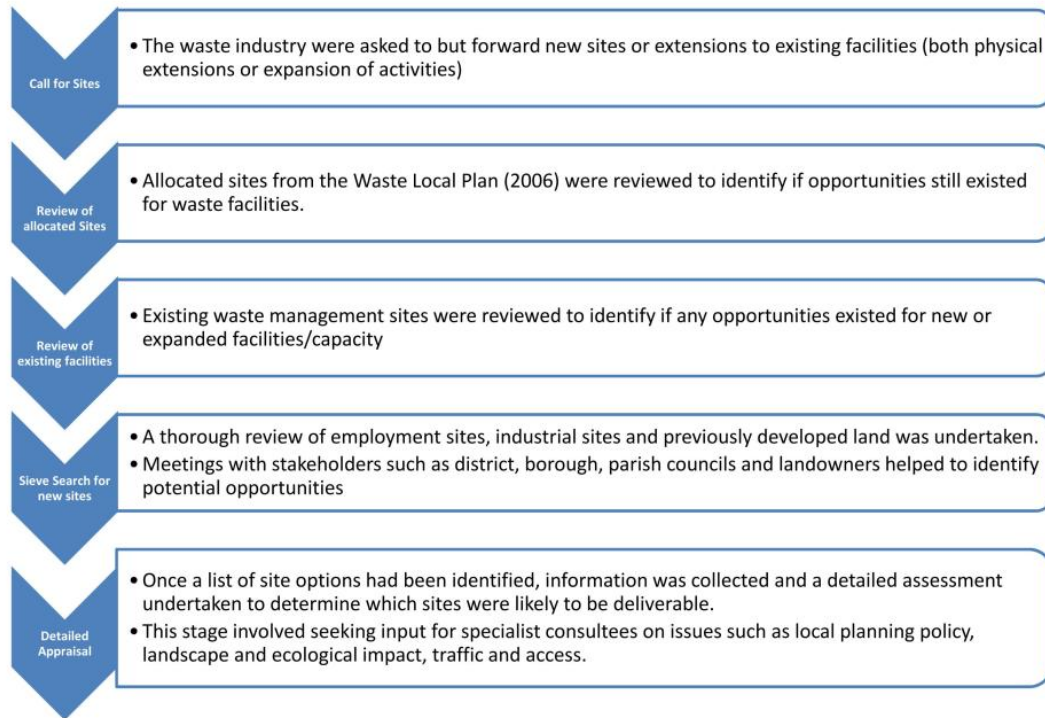 Call for Sites
• The waste industry were asked to but forward new sites or extensions to existing facilities (both physical
extensions or expansion of activities)
Review of
allocated Sites
• Allocated sites from the Waste Local Plan (2006) were reviewed to identify if opportunities still existed
for waste facilities.
Review of
existing facilities
• Existing waste management sites were reviewed to identify if any opportunities existed for new or
expanded facilities/capacity
Sieve Search for
new sites
• A thorough review of employment sites, industrial sites and previously developed land was undertaken.
• Meetings with stakeholders such as district, borough, parish councils and landowners helped to identify
potential opportunities
Detailed
Appraisal
• Once a list of site options had been identified, information was collected and a detailed assessment
undertaken to determine which sites were likely to be deliverable.
• This stage involved seeking input for specialist consultees on issues such as local planning policy,
landscape and ecological impact, traffic and access.